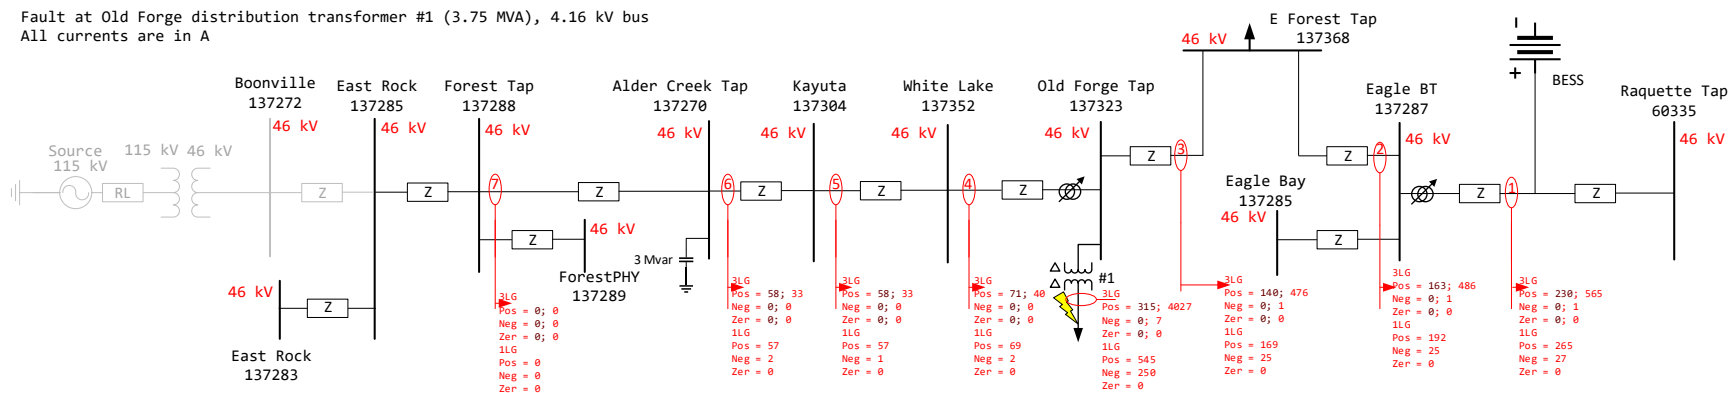 Fault at Old Forge distribution transformer #1 (3.75 MVA), 4.16 kV bus
All currents are in A
Boonville
137272
46 kV
East Rock
137285
46 kV
Forest Tap
137288
46 kV
Alder Creek Tap
137270
46 kV
Kayuta
137304
46 kV
White Lake
137352
46 kV
Old Forge Tap
137323
46 kV
E Forest Tap
137368
46 kV
Eagle BT
137287
46 kV
BESS
Raquette Tap
60335
46 kV
Source
115 kV
115 kV
46 kV
RL
Z
Z
Z
Z
Z
Z
Z
Z
Z
Z
7
6
5
4
3
2
1
Eagle Bay
137285
46 kV
Z
46 kV
Z
ForestPHY
137289
46 kV
Z
East Rock
137283
3 Mvar
#1
3LG
Pos = 0; 0
Neg = 0; 0
Zer = 0; 0
1LG
Pos = 0
Neg = 0
Zer = 0
3LG
Pos = 58; 33
Neg = 0; 0
Zer = 0; 0
1LG
Pos = 57
Neg = 2
Zer = 0
3LG
Pos = 58; 33
Neg = 0; 0
Zer = 0; 0
1LG
Pos = 57
Neg = 1
Zer = 0
3LG
Pos = 71; 40
Neg = 0; 0
Zer = 0; 0
1LG
Pos = 69
Neg = 2
Zer = 0
3LG
Pos = 315; 4027
Neg = 0; 7
Zer = 0; 0
1LG
Pos = 545
Neg = 250
Zer = 0
3LG
Pos = 140; 476
Neg = 0; 1
Zer = 0; 0
1LG
Pos = 169
Neg = 25
Zer = 0
3LG
Pos = 163; 486
Neg = 0; 1
Zer = 0; 0
1LG
Pos = 192
Neg = 25
Zer = 0
3LG
Pos = 230; 565
Neg = 0; 1
Zer = 0; 0
1LG
Pos = 265
Neg = 27
Zer = 0